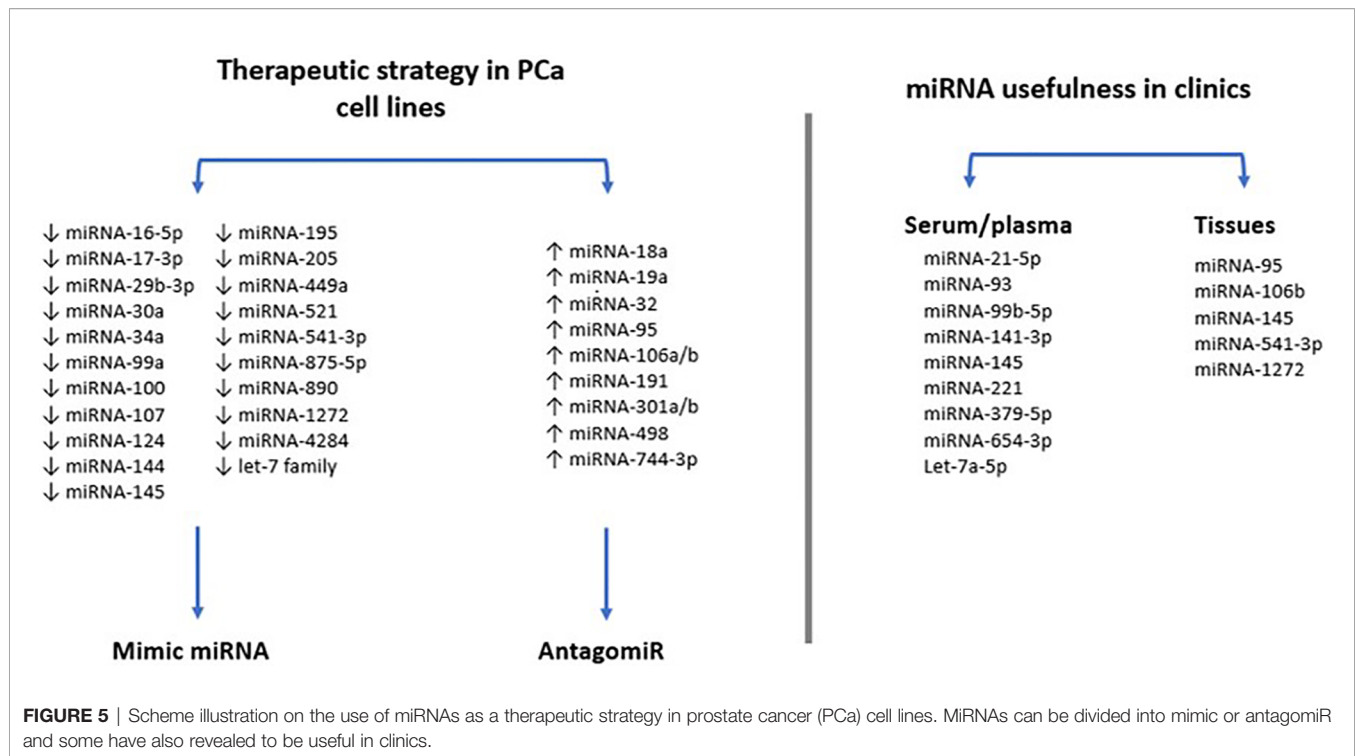 Therapeutic strategy in PCa
cell lines
↓ miRNA-16-5p
↓ miRNA-17-3p
↓ miRNA-29b-3p
↓ miRNA-30a
↓ miRNA-34a
↓ miRNA-99a
↓ miRNA-100
↓ miRNA-107
↓ miRNA-124
↓ miRNA-144
↓ miRNA-145
↓ miRNA-195
↓ miRNA-205
↓ miRNA-449a
↓ miRNA-521
↓ miRNA-541-3p
↓ miRNA-875-5p
↓ miRNA-890
↓ miRNA-1272
↓ miRNA-4284
↓ let-7 family
Mimic miRNA
↑ miRNA-18a
↑ miRNA-19a
↑ miRNA-32
↑ miRNA-95
↑ miRNA-106a/b
↑ miRNA-191
↑ miRNA-301a/b
↑ miRNA-498
↑ miRNA-744-3p
AntagomiR
miRNA usefulness in clinics
Serum/plasma
miRNA-21-5p
miRNA-93
miRNA-99b-5p
miRNA-141-3p
miRNA-145
miRNA-221
miRNA-379-5p
miRNA-654-3p
Let-7a-5p
Tissues
miRNA-95
miRNA-106b
miRNA-145
miRNA-541-3p
miRNA-1272
FIGURE 5 | Scheme illustration on the use of miRNAs as a therapeutic strategy in prostate cancer (PCa) cell lines. MiRNAs can be divided into mimic or antagomiR
and some have also revealed to be useful in clinics.